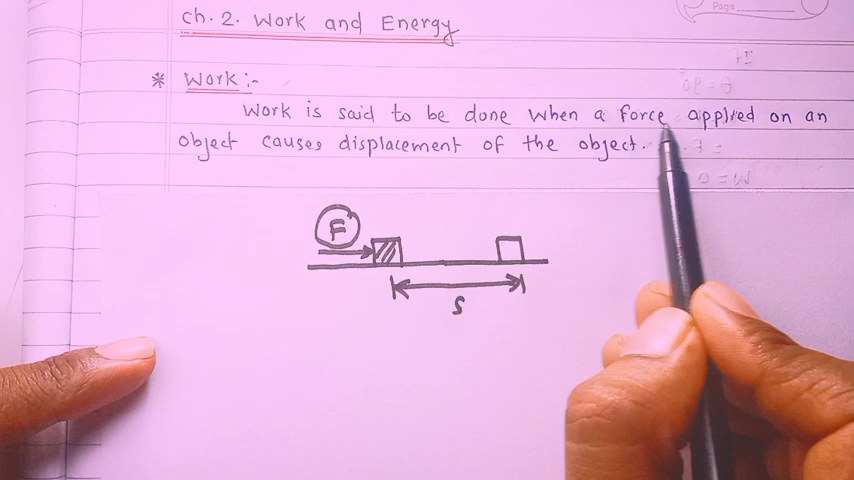 Page
Ch. 2. Work and Energy
* Work :-
Work is said to be done when a force applied on an
object causes displacement of the object.
F
S